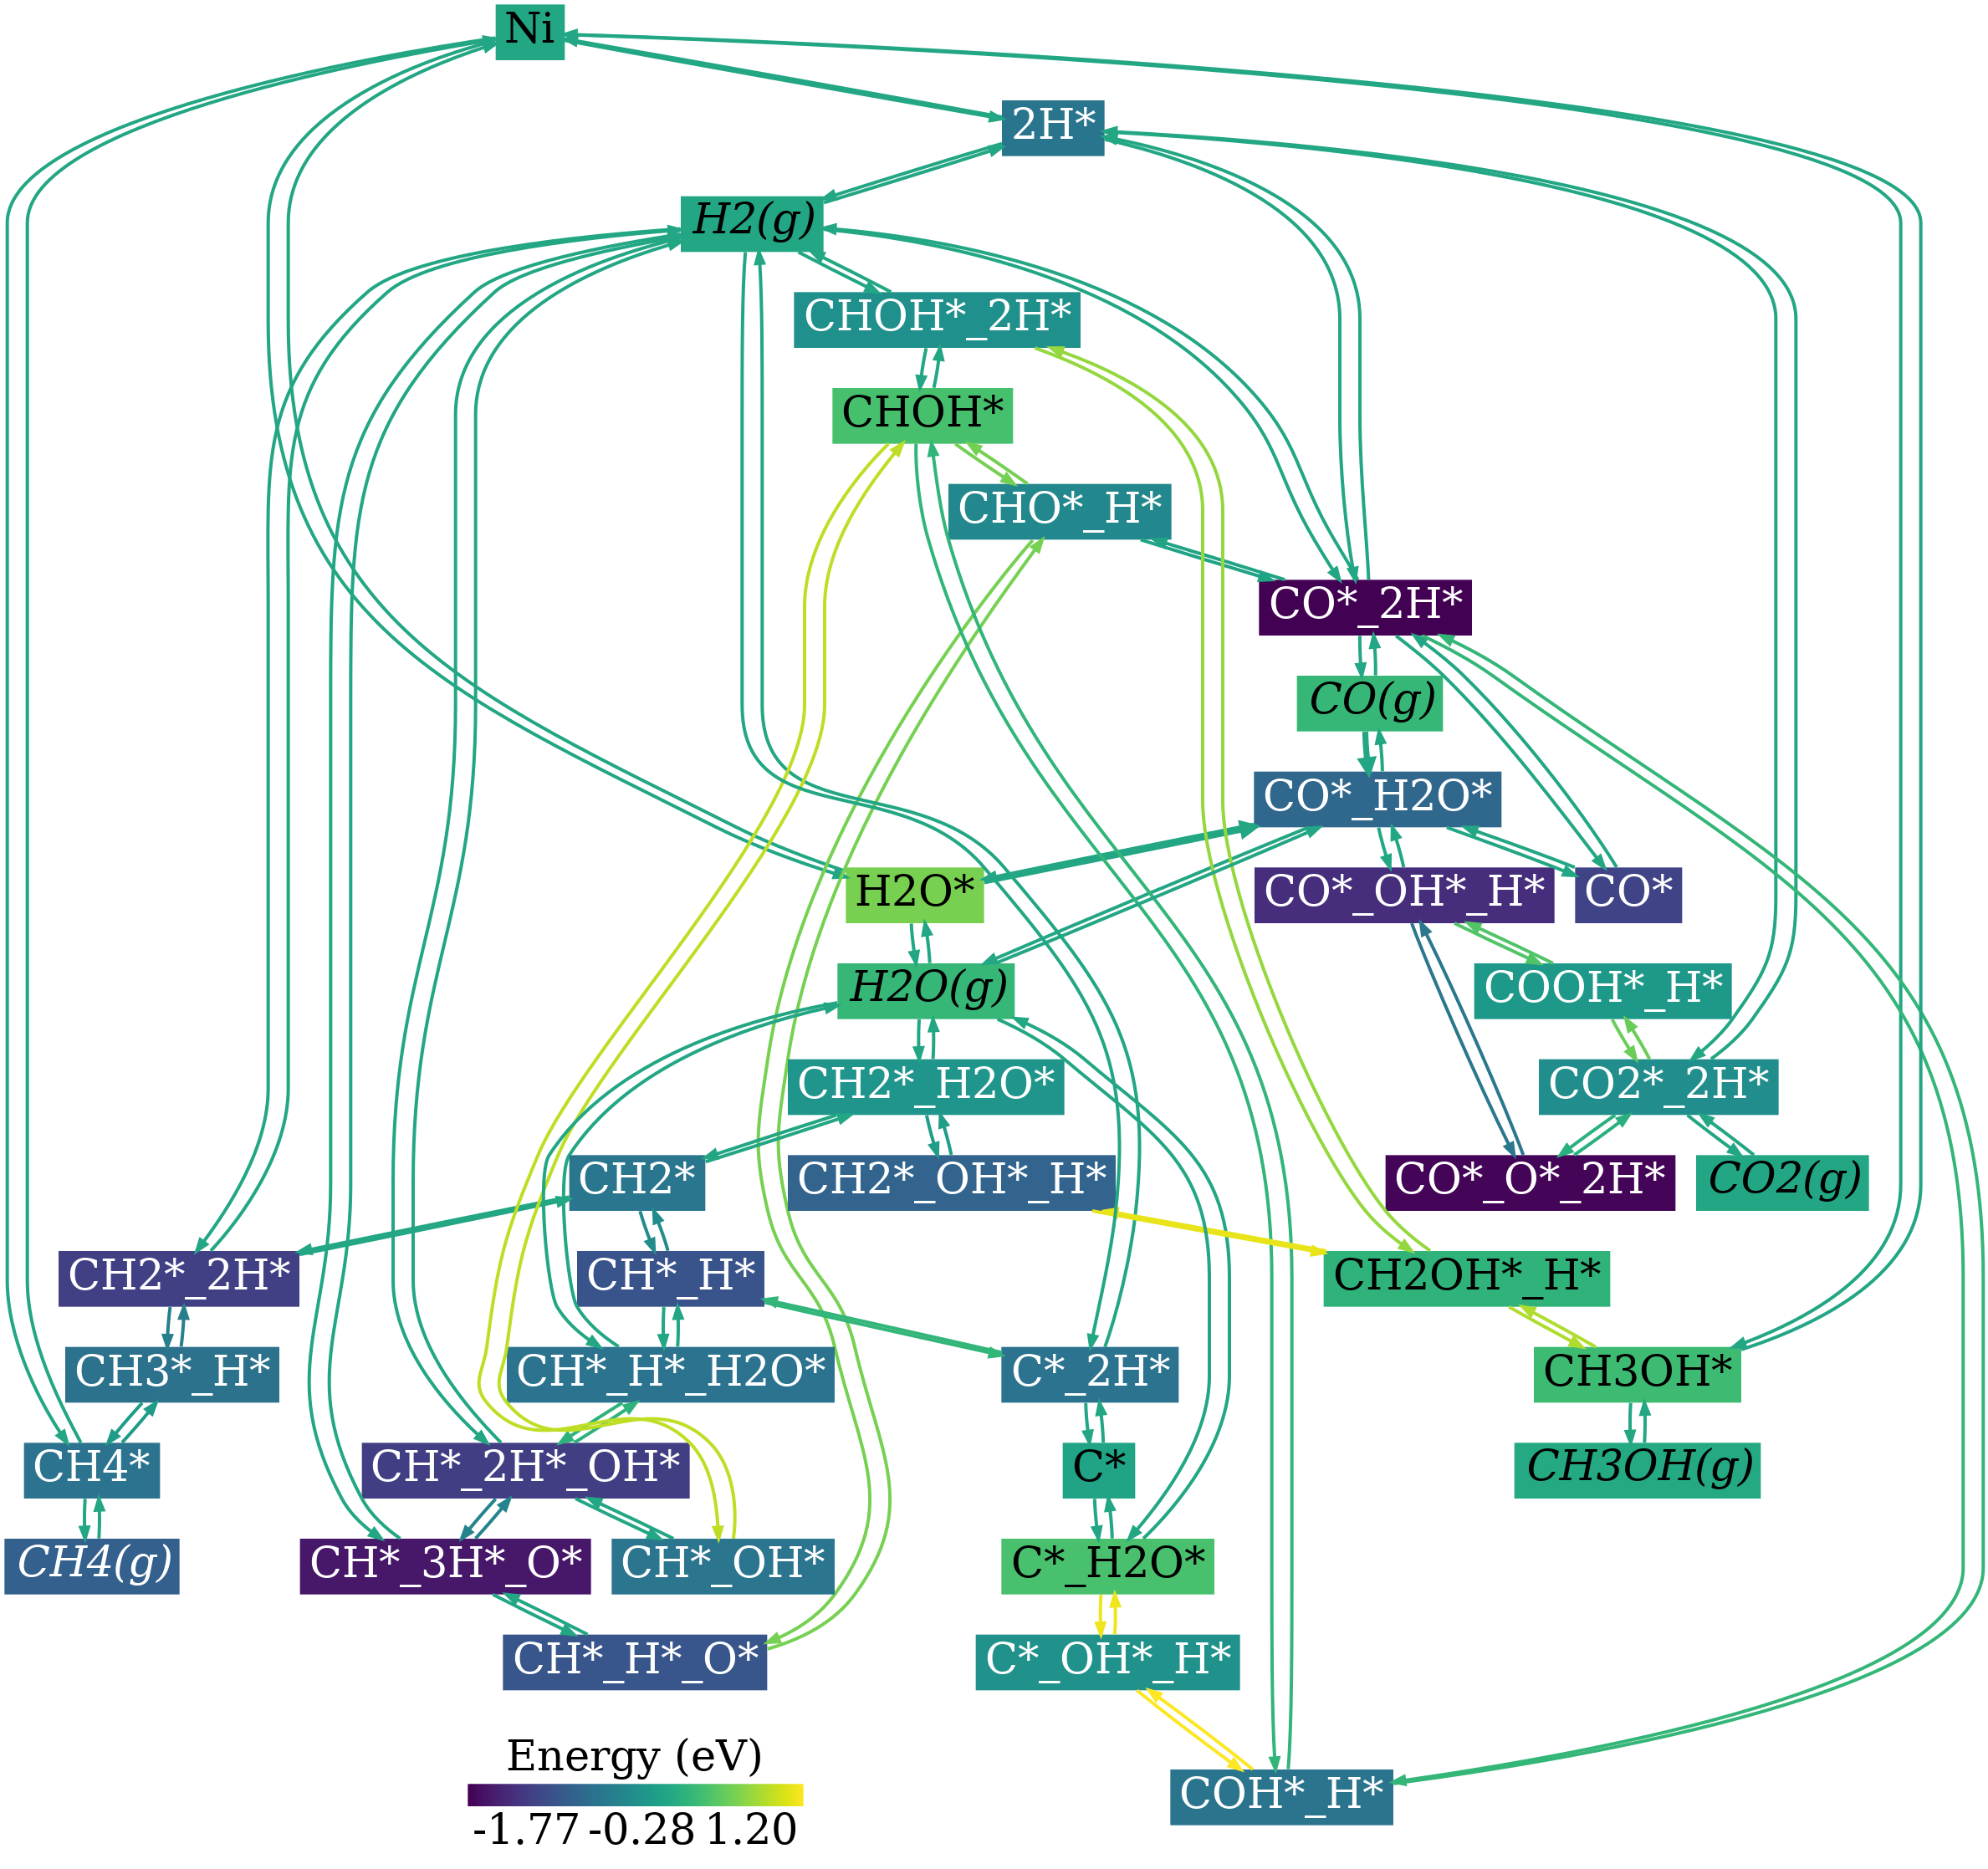 Ni
2H*
H2(g)
CHOH*_2H*
CHOH*
CHO*_H*
CO*_2H*
CO(g)
CO*_H2O*
H2O*
CO*_OH*_H*
CO*
H2O(g)
COOH*_H*
CH2*_H2O*
CO2*_2H*
CH2*
CH2*_OH*_H*
CO*_O*_2H*
CO2(g)
CH2*_2H*
CH*_H*
CH2OH*_H*
CH3*_H*
CH*_H*_H2O*
C*_2H*
CH3OH*
CH4*
CH*_2H*_OH*
C*
CH3OH(g)
CH4(g)
CH*_3H*_O*
CH*_OH*
C*_H2O*
CH*_H*_O*
C*_OH*_H*
Energy (eV)
COH*_H*
-1.77 -0.28 1.20